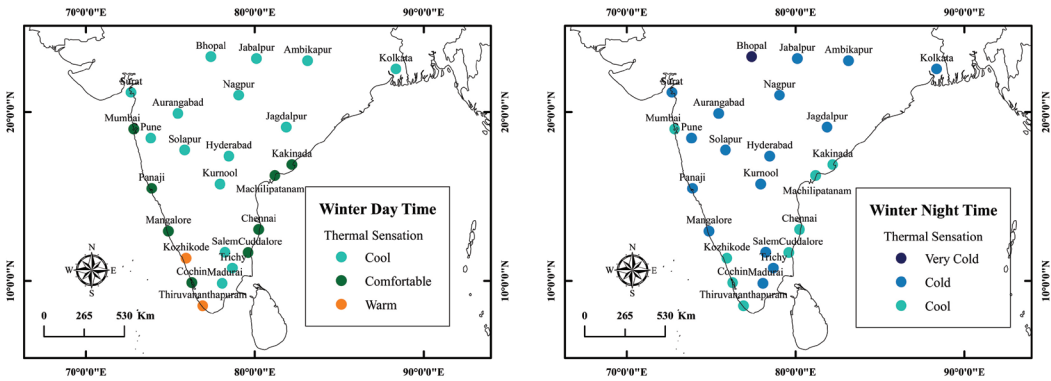 70°0'0"E 80°0'0"E 90°0'0"E
20°0'0"N
10°0'0"N
Bhopal
Jabalpur
Ambikapur
Kolkata
Surat
Nagpur
Aurangabad
Mumbai
Pune
Jagdalpur
Solapur
Hyderabad
Kakinada
Panaji
Kurnool
Machilipatanam
Mangalore
Chennai
Kozhikode
Salem
Cuddalore
Trichy
Cochin
Madurai
Thiruvananthapuram
Winter Day Time
Thermal Sensation
Cool
Comfortable
Warm
N
W E
S
0 265 530 Km
70°0'0"E 80°0'0"E 90°0'0"E
70°0'0"E 80°0'0"E 90°0'0"E
Bhopal
Jabalpur
Ambikapur
Kolkata
Surat
Nagpur
Aurangabad
Mumbai
Pune
Jagdalpur
Solapur
Hyderabad
Kakinada
Panaji
Kurnool
Machilipatanam
Mangalore
Chennai
Kozhikode
Salem
Cuddalore
Trichy
Cochin
Madurai
Thiruvananthapuram
Winter Night Time
Thermal Sensation
Very Cold
Cold
Cool
N
W E
S
0 265 530 Km
20°0'0"N
10°0'0"N
70°0'0"E 80°0'0"E 90°0'0"E